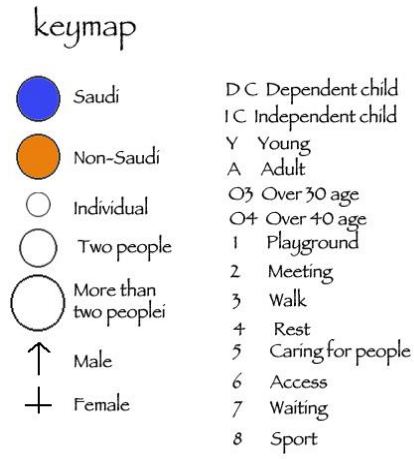 keymap
Saudi
Non-Saudi
Individual
Two people
More than
two peoplei
Male
Female
D C Dependent child
I C Independent child
Y Young
A Adult
O3 Over 30 age
O4 Over 40 age
1 Playground
2 Meeting
3 Walk
4 Rest
5 Caring for people
6 Access
7 Waiting
8 Sport